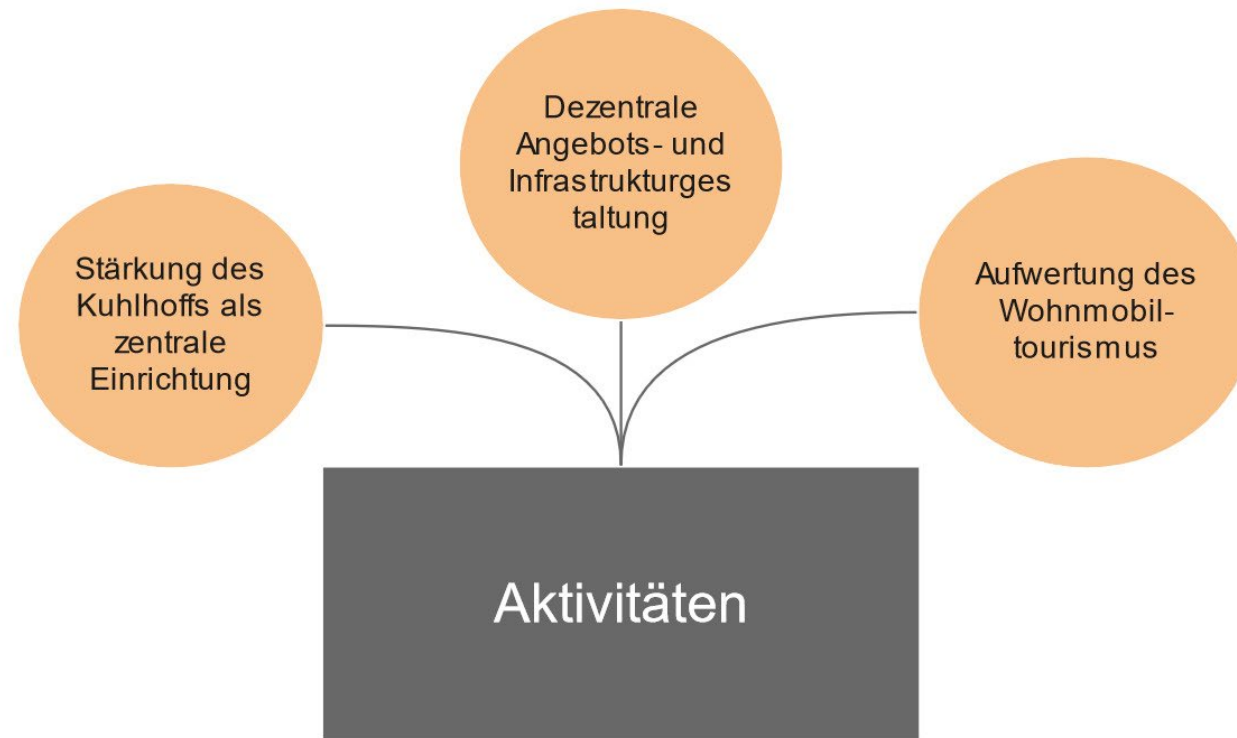 Dezentrale
Angebots- und
Infrastrukturges
taltung
Stärkung des
Kuhlhoffs als
zentrale
Einrichtung
Aufwertung des
Wohnmobil-
tourismus
Aktivitäten